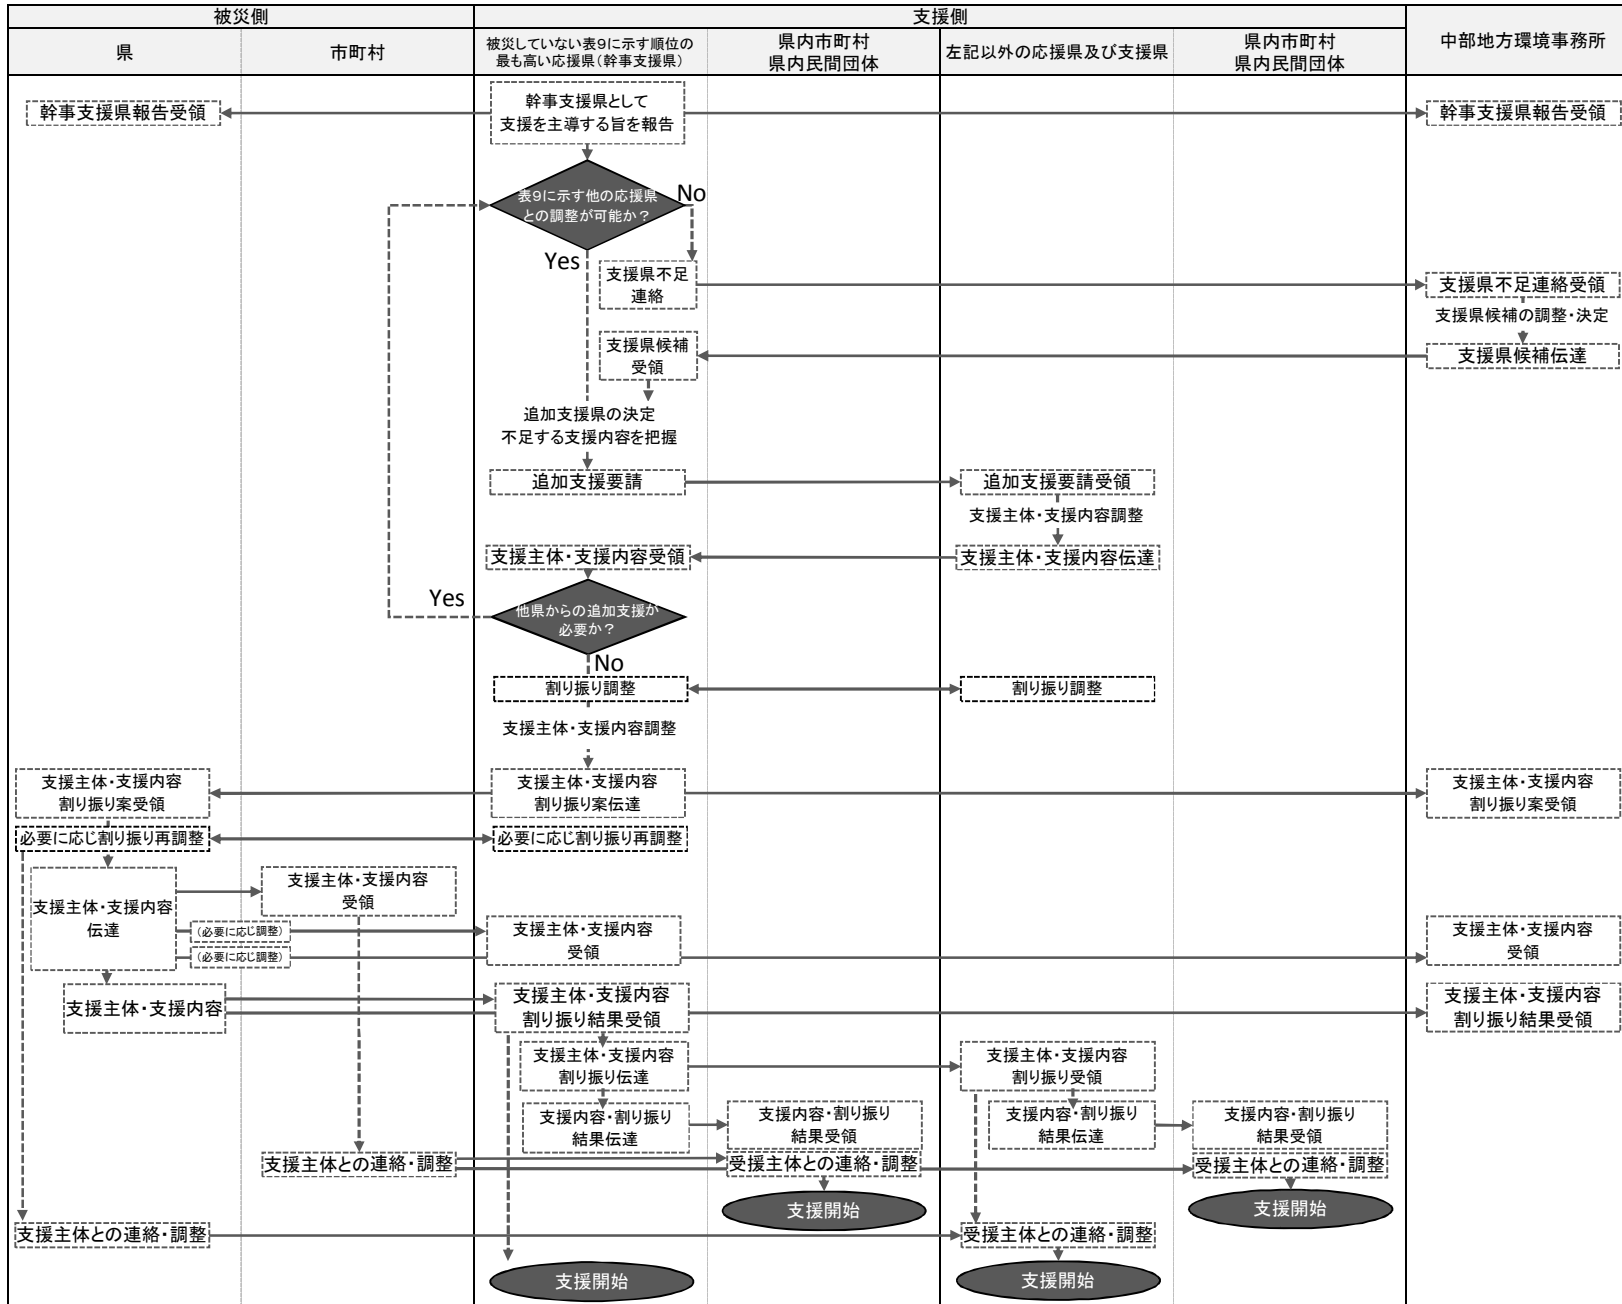 被災側
支援側
中部地方環境事務所
県
市町村
被災していない表9に示す順位の
最も高い応援県(幹事支援県)
県内市町村
県内民間団体
左記以外の応援県及び支援県
県内市町村
県内民間団体
幹事支援県報告受領
幹事支援県として
支援を主導する旨を報告
幹事支援県報告受領
表9に示す他の応援県
との調整が可能か?
No
Yes
支援県不足
連絡
支援県不足連絡受領
支援県候補の調整・決定
支援県候補
受領
支援県候補伝達
追加支援県の決定
不足する支援内容を把握
追加支援要請
追加支援要請受領
支援主体・支援内容調整
支援主体・支援内容受領
支援主体・支援内容伝達
Yes
他県からの追加支援が
必要か?
No
割り振り調整
割り振り調整
支援主体・支援内容調整
支援主体・支援内容
割り振り案受領
支援主体・支援内容
割り振り案伝達
支援主体・支援内容
割り振り案受領
必要に応じ割り振り再調整
必要に応じ割り振り再調整
支援主体・支援内容
伝達
支援主体・支援内容
受領
(必要に応じ調整)
(必要に応じ調整)
支援主体・支援内容
受領
支援主体・支援内容
受領
支援主体・支援内容
支援主体・支援内容
割り振り結果受領
支援主体・支援内容
割り振り結果受領
支援主体・支援内容
割り振り伝達
支援主体・支援内容
割り振り受領
支援内容・割り振り
結果伝達
支援内容・割り振り
結果受領
支援内容・割り振り
結果伝達
支援内容・割り振り
結果受領
支援主体との連絡・調整
受援主体との連絡・調整
受援主体との連絡・調整
支援開始
支援開始
支援主体との連絡・調整
受援主体との連絡・調整
支援開始
支援開始